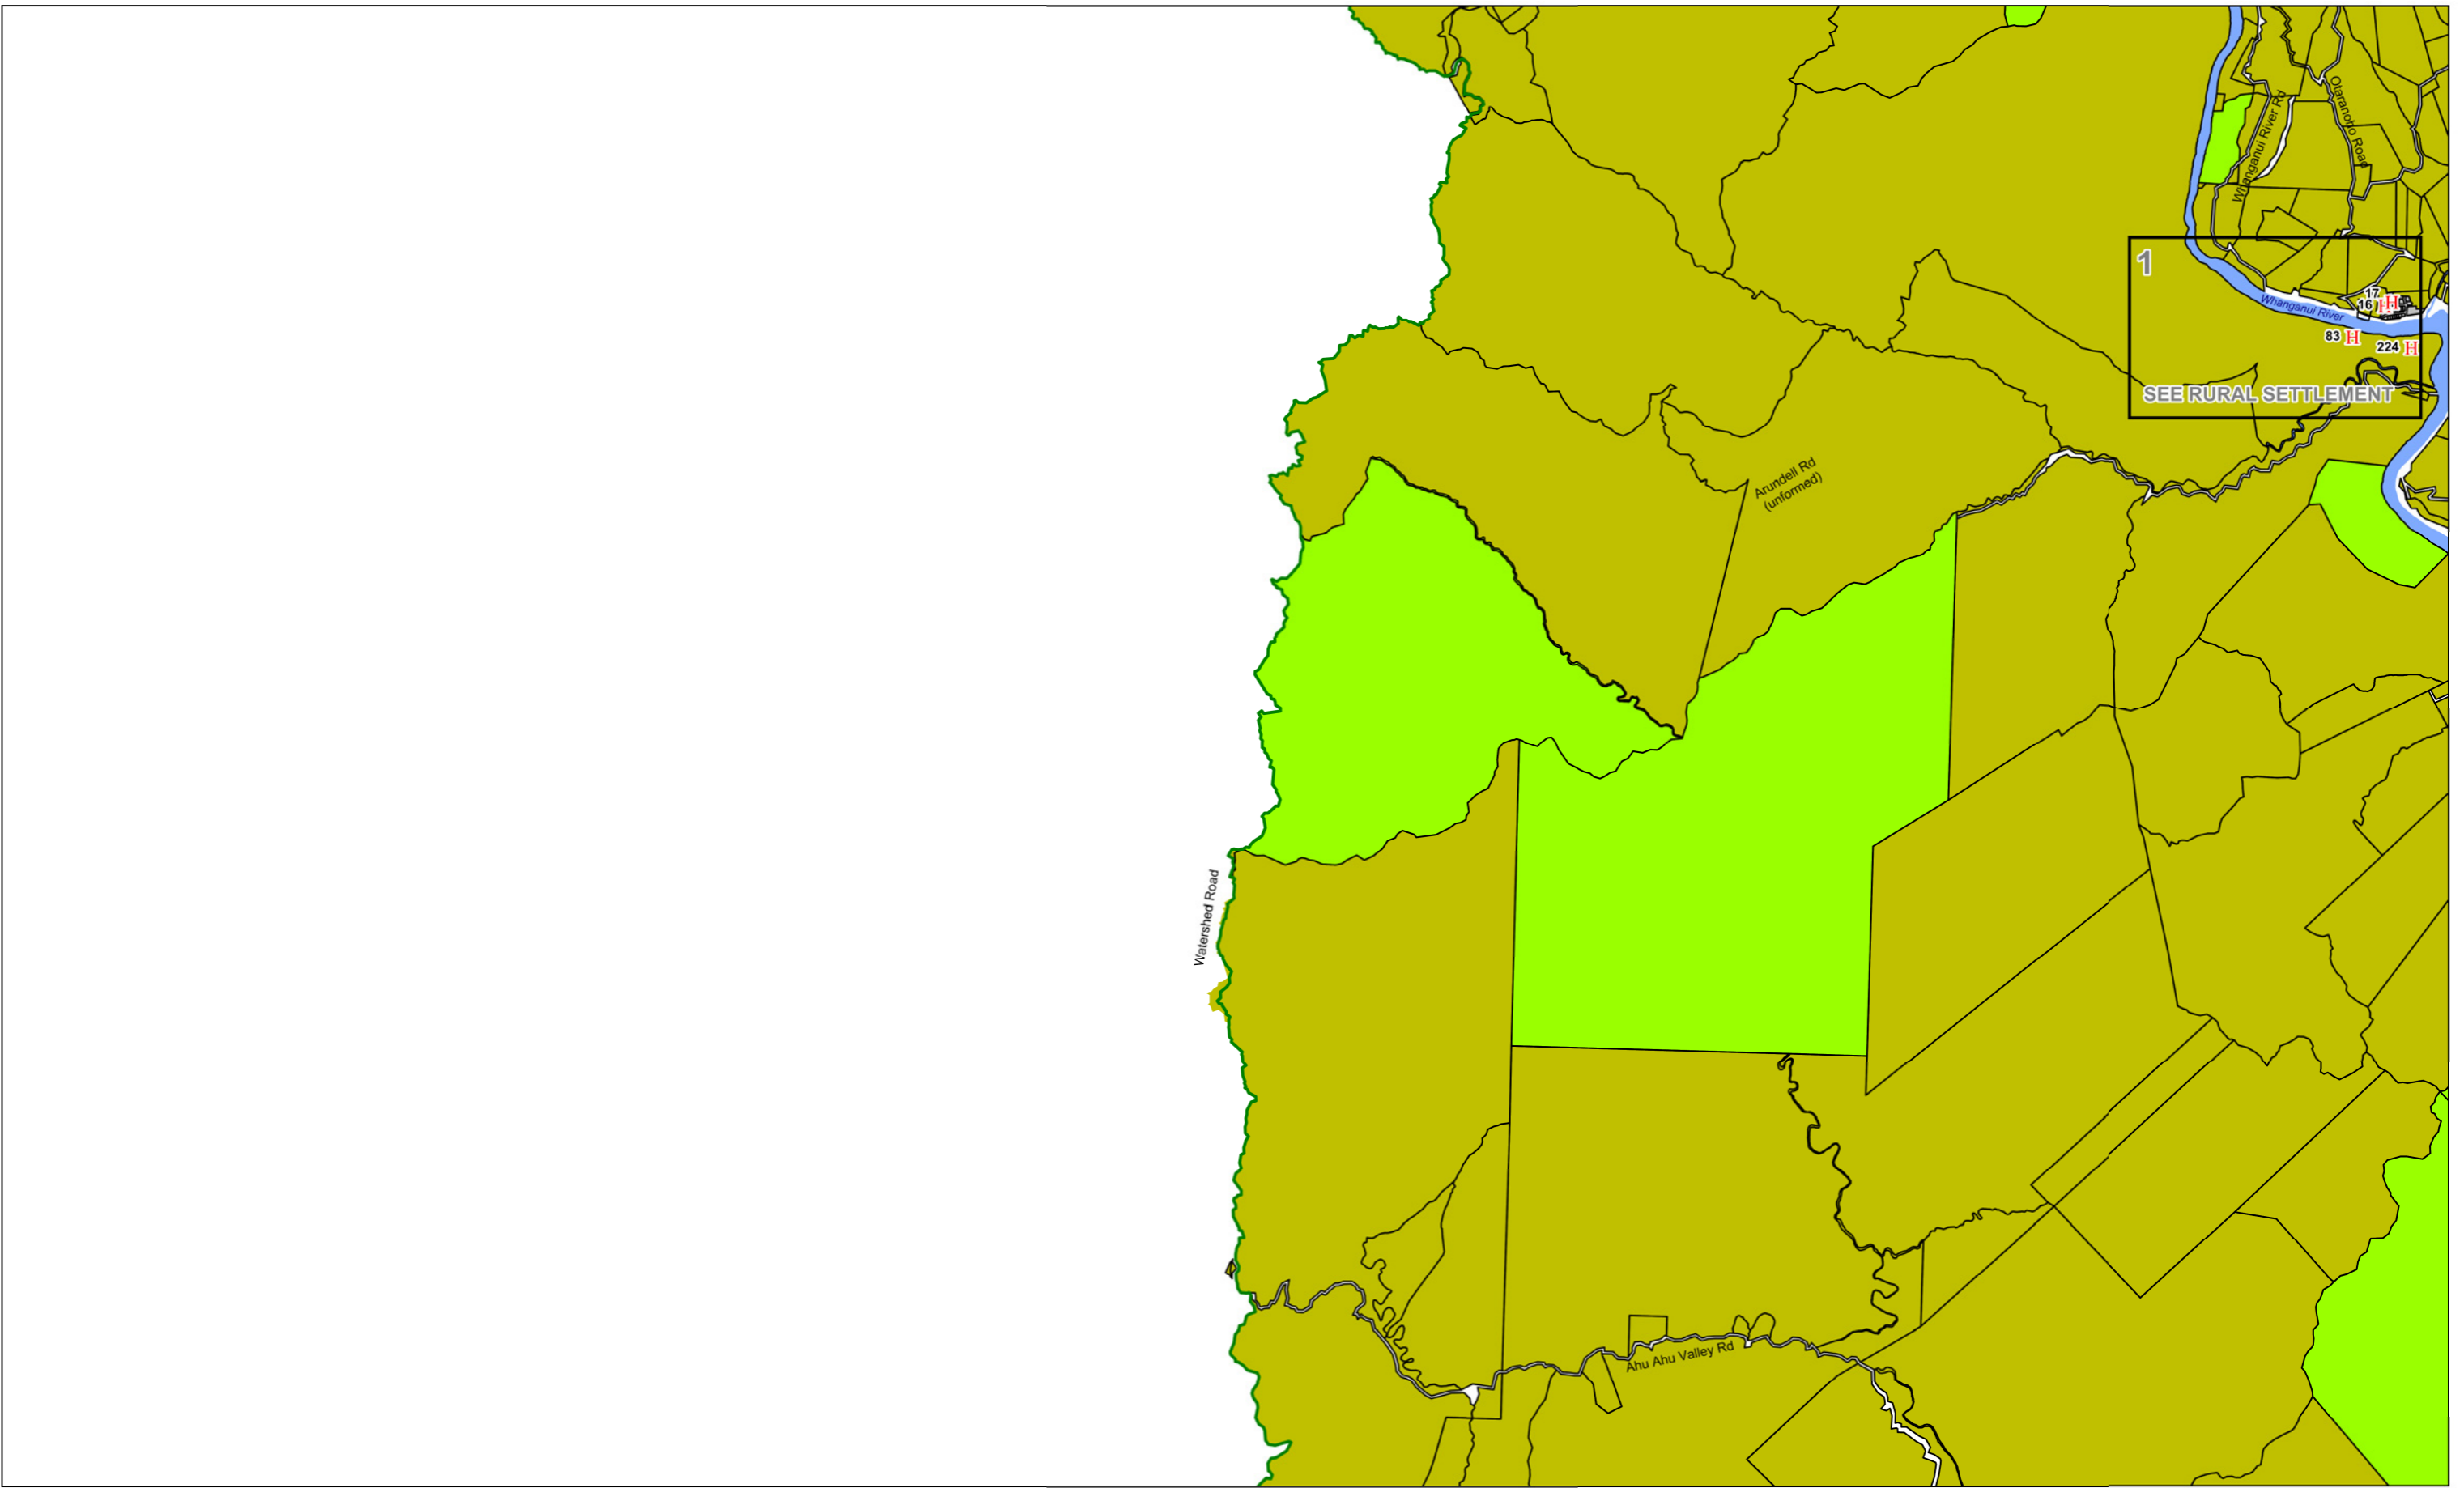 Otaranoho Road
Whanganui River Rd
1
Whanganui River
17
16 H H
83 H
224 H
SEE RURAL SETTLEMENT
Arundell Rd
(unformed)
Watershed Road
Ahu Ahu Valley Rd